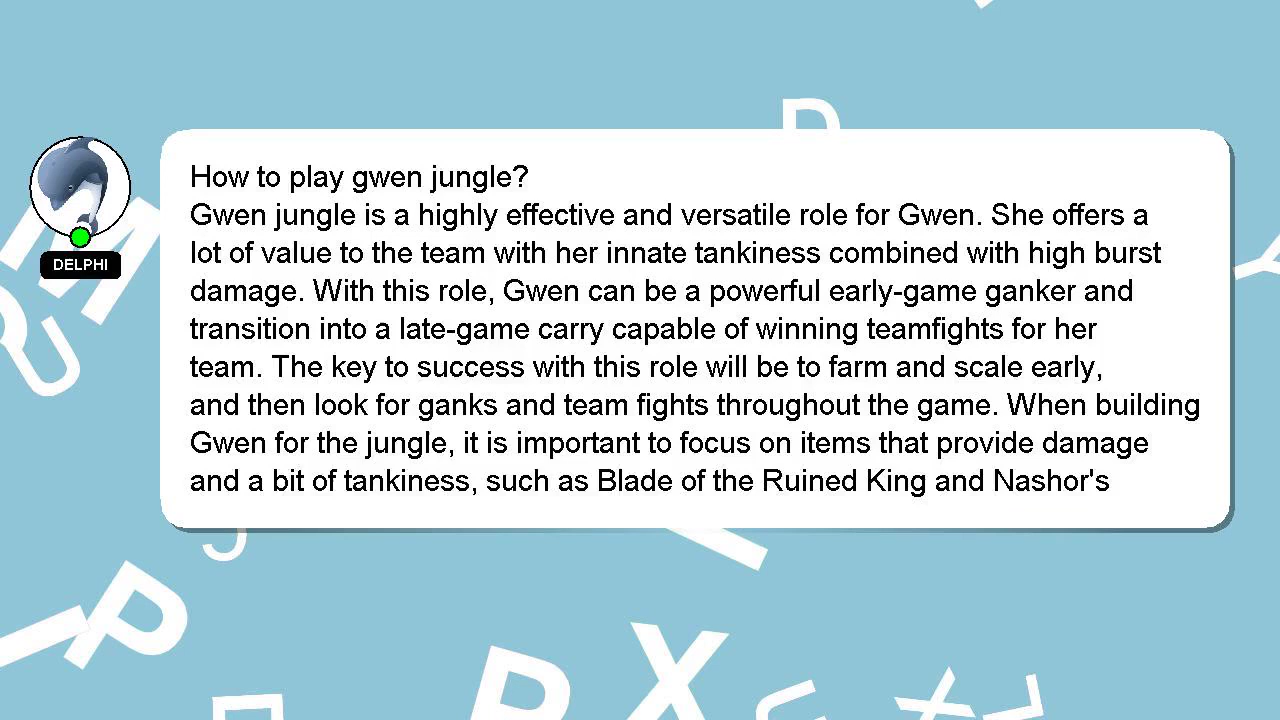 D
How to play gwen jungle?
Gwen jungle is a highly effective and versatile role for Gwen. She offers a
lot of value to the team with her innate tankiness combined with high burst
damage. With this role, Gwen can be a powerful early-game ganker and
transition into a late-game carry capable of winning teamfights for her
team. The key to success with this role will be to farm and scale early,
and then look for ganks and team fights throughout the game. When building
Gwen for the jungle, it is important to focus on items that provide damage
and a bit of tankiness, such as Blade of the Ruined King and Nashor's
DELPHI
M
U
Y
J
P
P
X
U
X